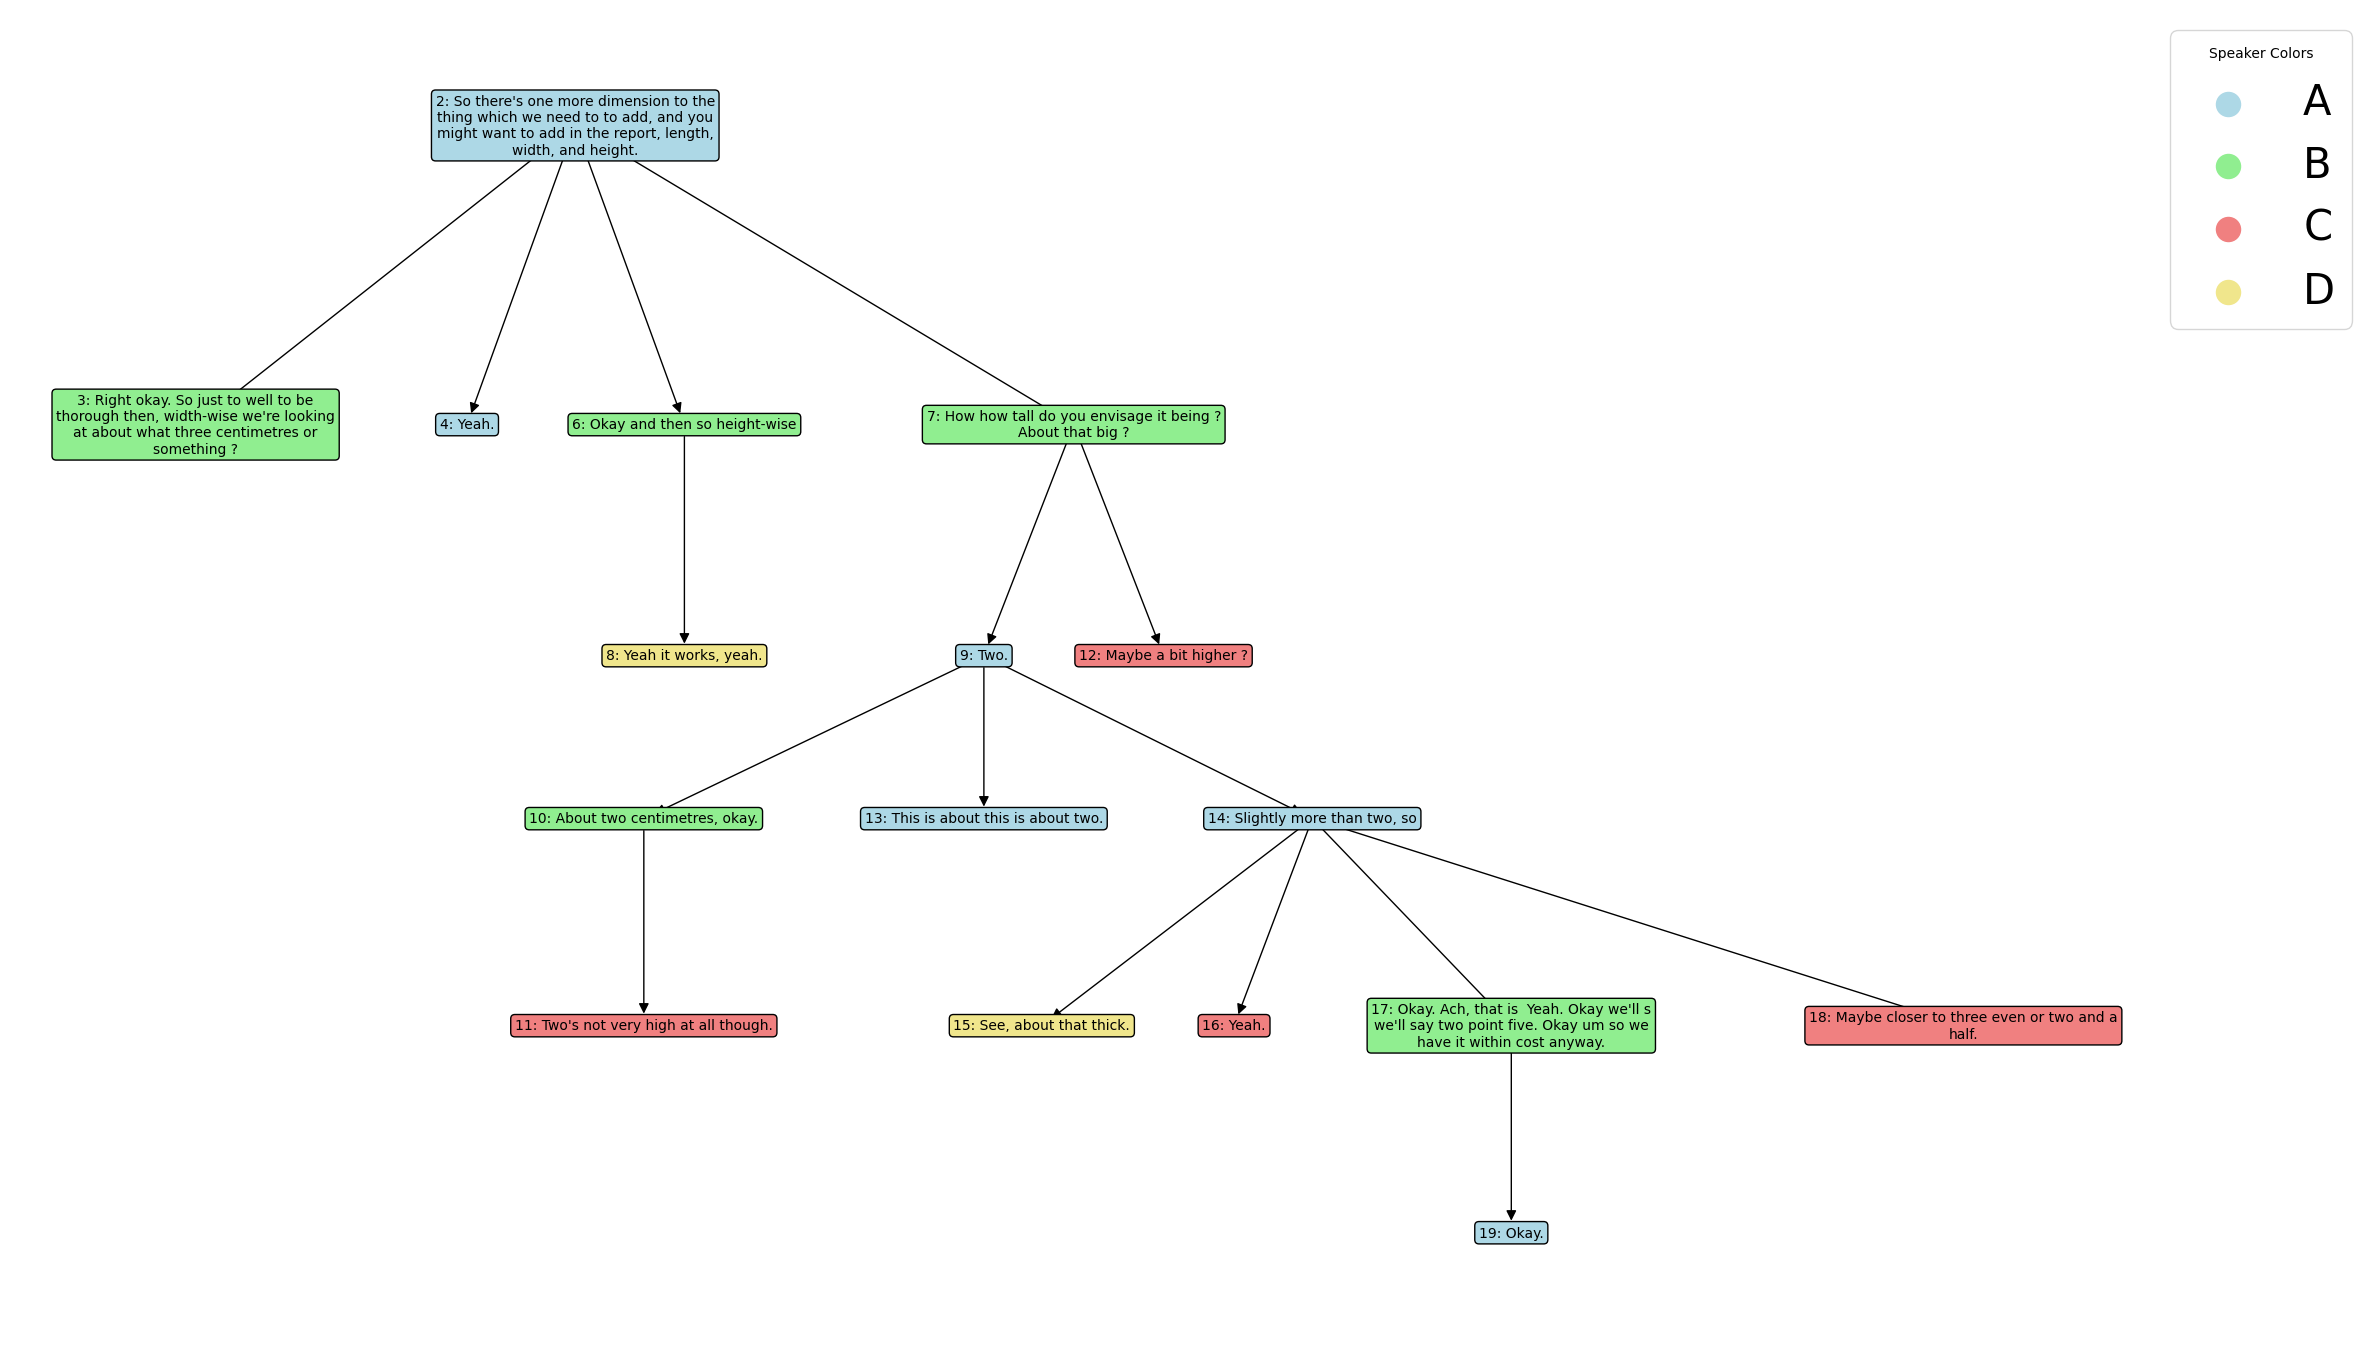 Speaker Colors
A
B
C
D
2: So there's one more dimension to the
thing which we need to to add, and you
might want to add in the report, length,
width, and height.
3: Right okay. So just to well to be
thorough then, width-wise we're looking
at about what three centimetres or
something ?
4: Yeah.
6: Okay and then so height-wise
7: How how tall do you envisage it being ?
About that big ?
8: Yeah it works, yeah.
9: Two.
12: Maybe a bit higher ?
10: About two centimetres, okay.
13: This is about this is about two.
14: Slightly more than two, so
11: Two's not very high at all though.
15: See, about that thick.
16: Yeah.
17: Okay. Ach, that is  Yeah. Okay we'll s
we'll say two point five. Okay um so we
have it within cost anyway.
18: Maybe closer to three even or two and a
half.
19: Okay.